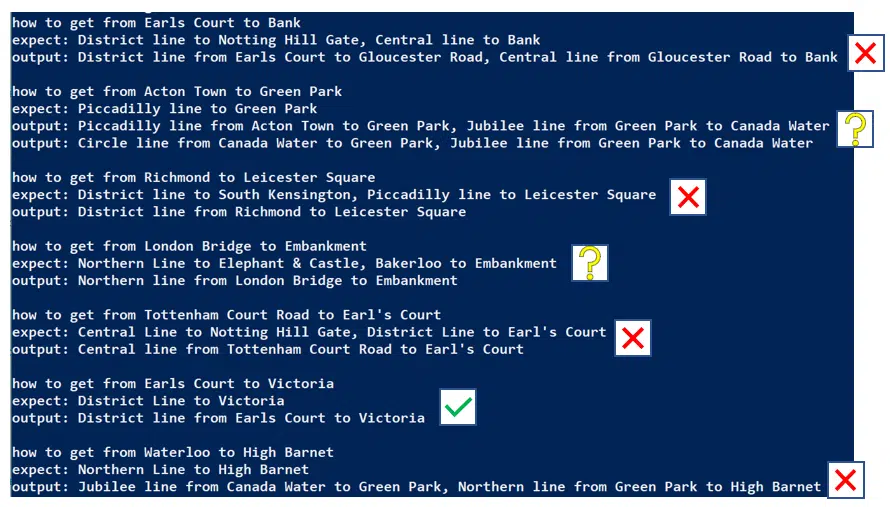 how to get from Earls Court to Bank
expect: District line to Notting Hill Gate, Central line to Bank
output: District line from Earls Court to Gloucester Road, Central line from Gloucester Road to Bank
how to get from Acton Town to Green Park
expect: Piccadilly line to Green Park
output: Piccadilly line from Acton Town to Green Park, Jubilee line from Green Park to Canada Water
output: Circle line from Canada Water to Green Park, Jubilee line from Green Park to Canada Water
how to get from Richmond to Leicester Square
expect: District line to South Kensington, Piccadilly line to Leicester Square
output: District line from Richmond to Leicester Square
how to get from London Bridge to Embankment
expect: Northern Line to Elephant & Castle, Bakerloo to Embankment
output: Northern line from London Bridge to Embankment
how to get from Tottenham Court Road to Earl's Court
expect: Central Line to Notting Hill Gate, District Line to Earl's Court
output: Central line from Tottenham Court Road to Earl's Court
how to get from Earls Court to Victoria
expect: District Line to Victoria
output: District line from Earls Court to Victoria
how to get from Waterloo to High Barnet
expect: Northern Line to High Barnet
output: Jubilee line from Canada Water to Green Park, Northern line from Green Park to High Barnet